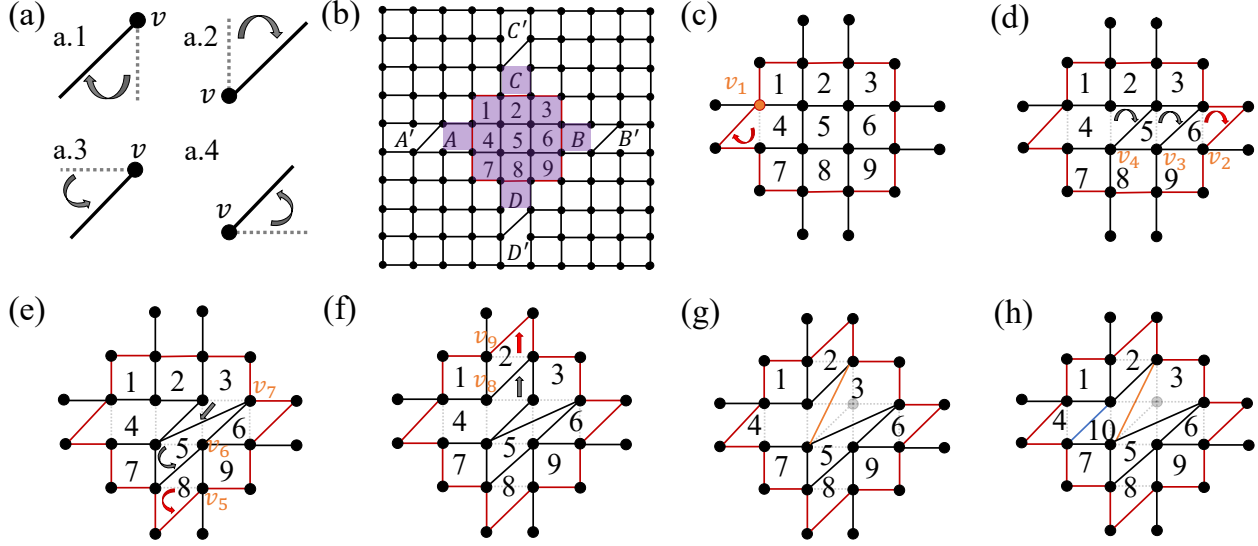 (a)
a.1
v
a.2
v
a.3
v
a.4
v
(b)
C′
C
1 2 3
A′ A 4 5 6 B B′
7 8 9
D
D′
(c)
v1
1 2 3
4 5 6
7 8 9
(d)
1 2 3
4 5 6
v4 v3 v2
7 8 9
(e)
1 2 3
v7
4 5 6
v6
7 8 9
v5
(f)
v9 2
1 v8 3
4 5 6
7 8 9
(g)
1 2 3
4 5 6
7 8 9
(h)
1 2 3
4 10 5 6
7 8 9